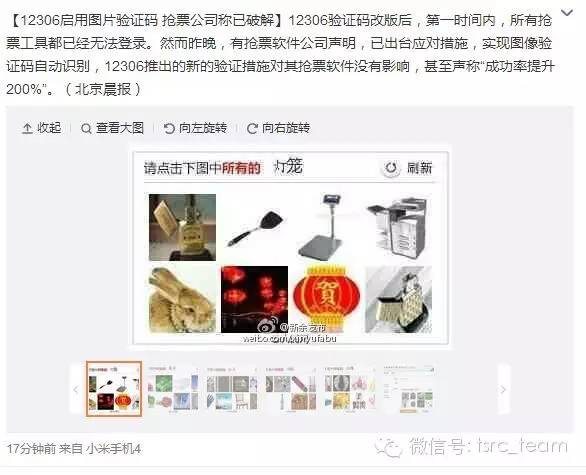 【12306启用图片验证码 抢票公司称已破解】12306验证码改版后，第一时间内，所有抢
票工具都已经无法登录。然而昨晚，有抢票软件公司声明，已出台应对措施，实现图像验
证码自动识别，12306推出的新的验证措施对其抢票软件没有影响，甚至声称“成功率提升
200%”。（北京晨报）
收起 查看大图 向左旋转 向右旋转
请点击下图中所有的 灯笼 刷新
贺
@新余发布
weibo.com/xinyufabu
17分钟前 来自 小米手机4
微信号: tsrc_team